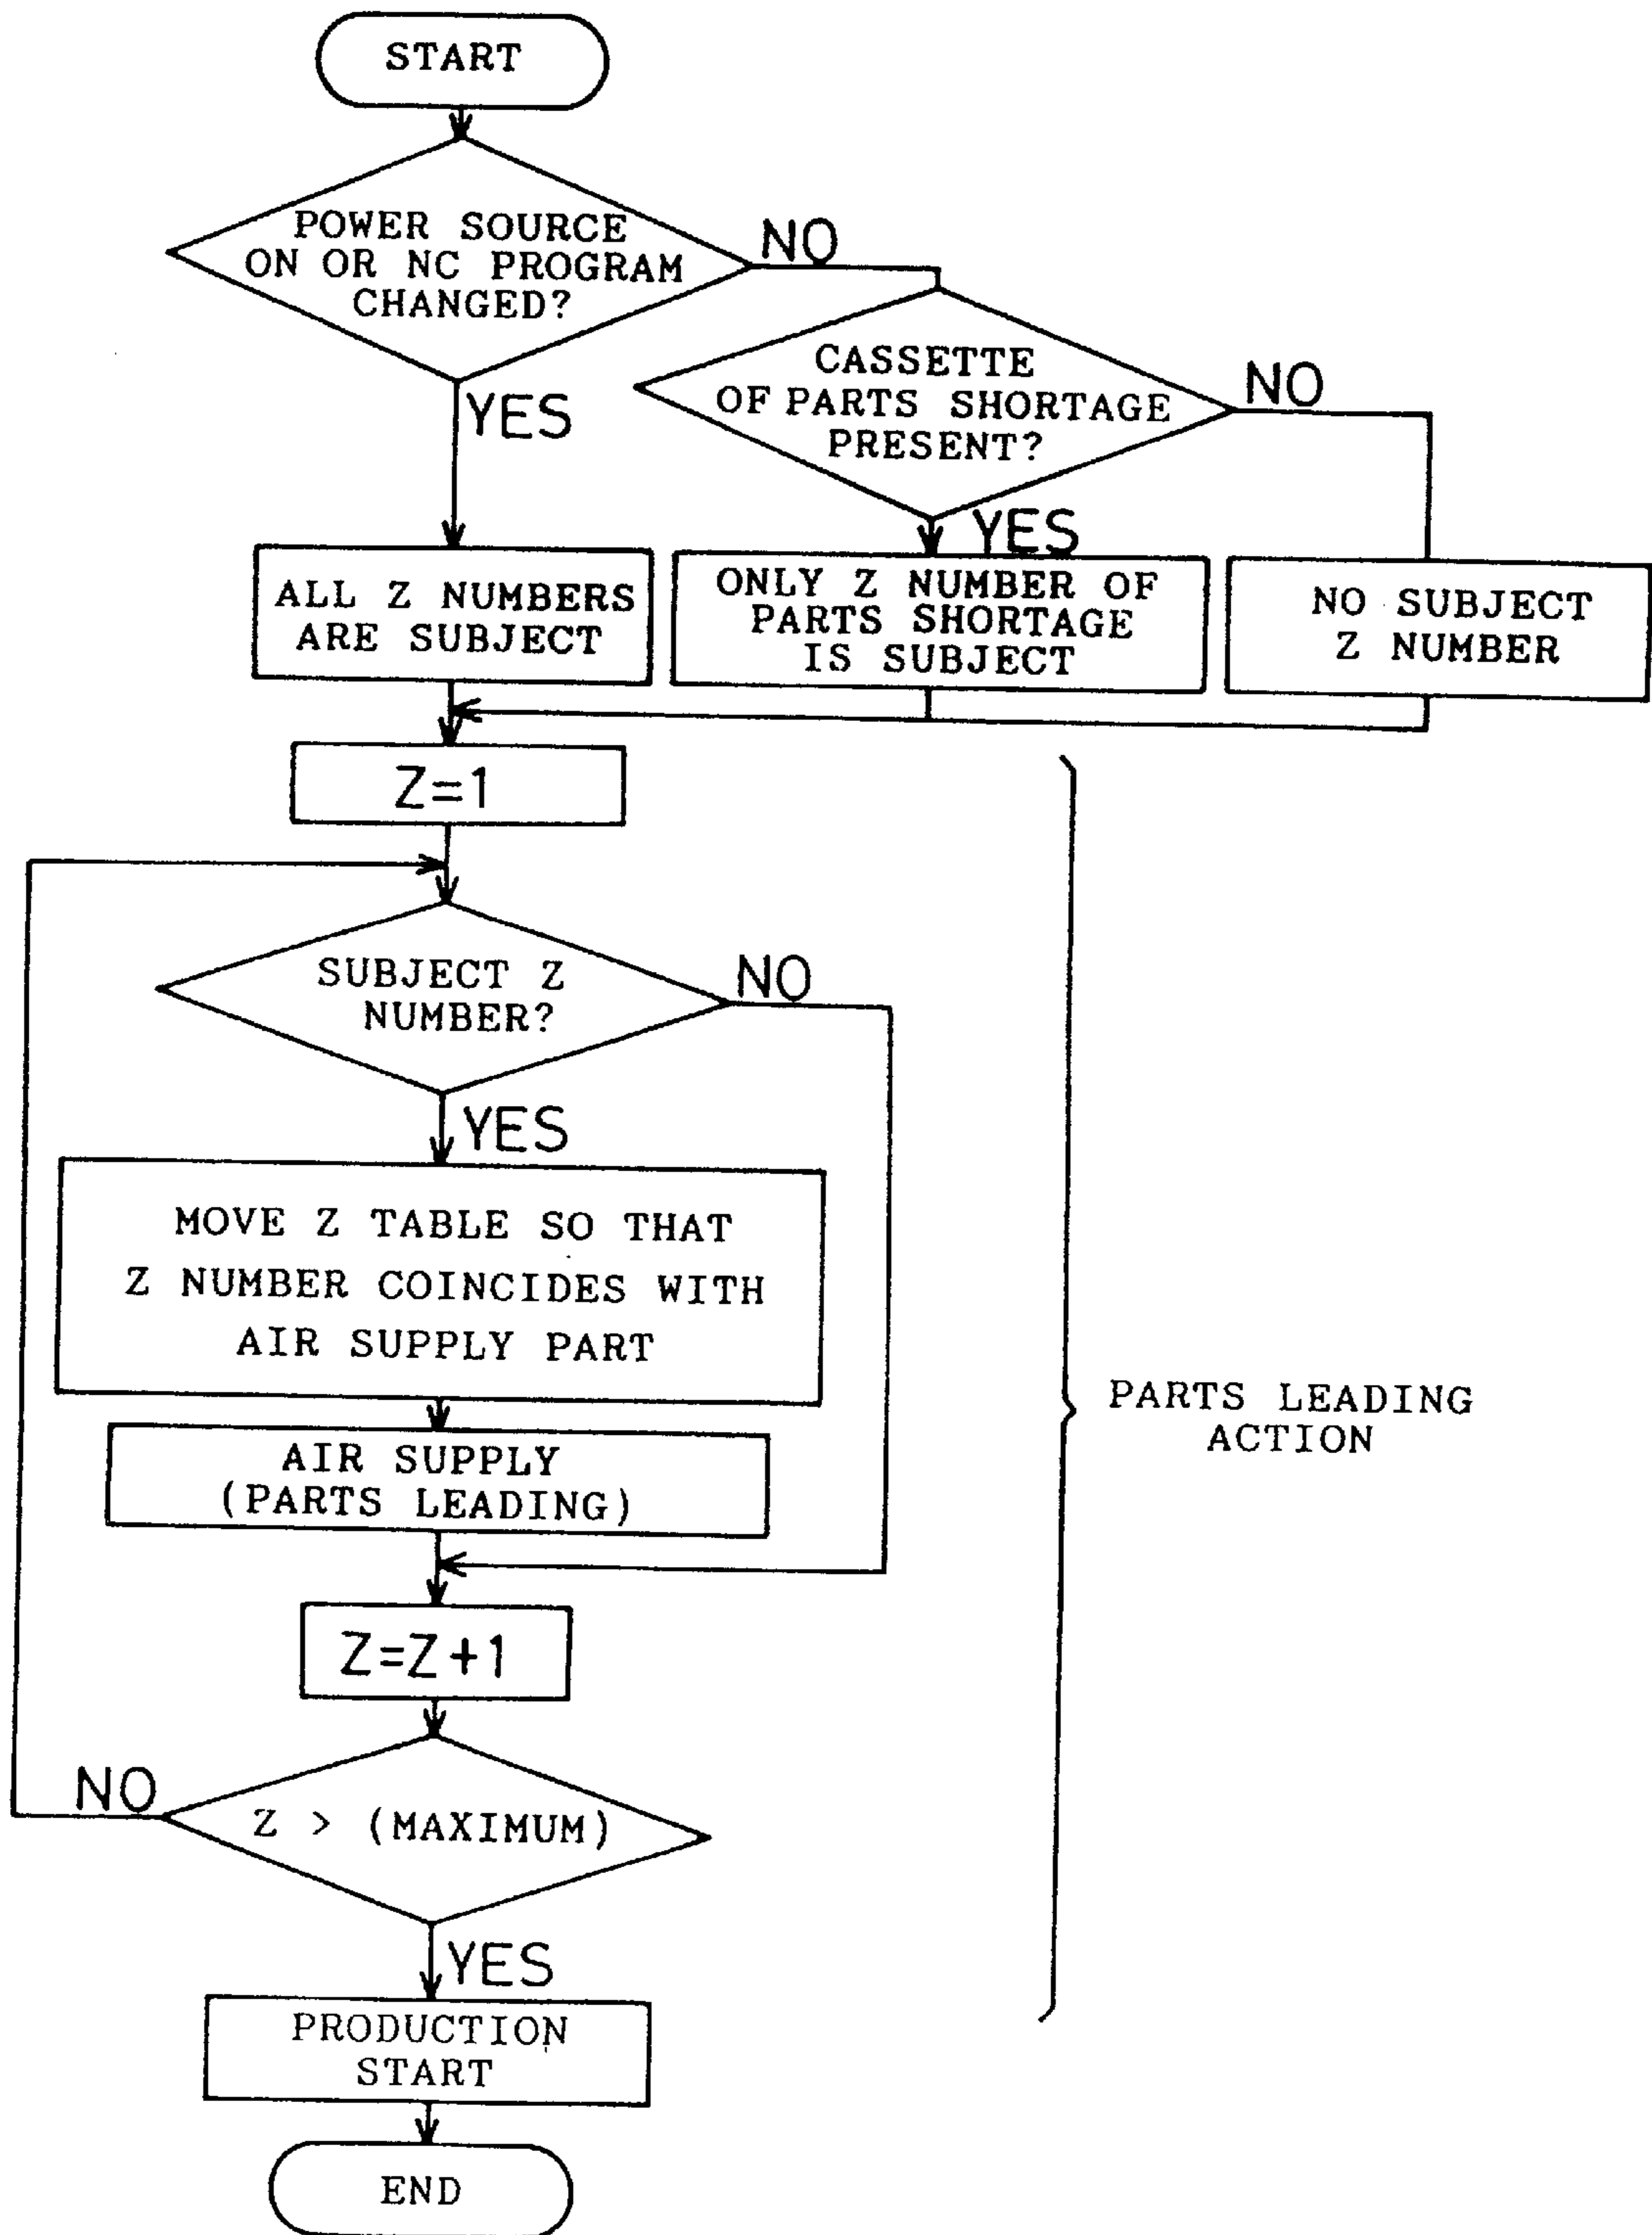 START
POWER SOURCE
ON OR NC PROGRAM
CHANGED?
NO
YES
CASSETTE
OF PARTS SHORTAGE
PRESENT?
NO
YES
ALL Z NUMBERS
ARE SUBJECT
ONLY Z NUMBER OF
PARTS SHORTAGE
IS SUBJECT
NO SUBJECT
Z NUMBER
Z=1
SUBJECT Z
NUMBER?
NO
YES
MOVE Z TABLE SO THAT
Z NUMBER COINCIDES WITH
AIR SUPPLY PART
AIR SUPPLY
(PARTS LEADING)
PARTS LEADING
ACTION
Z=Z+1
NO
Z > (MAXIMUM)
YES
PRODUCTION
START
END